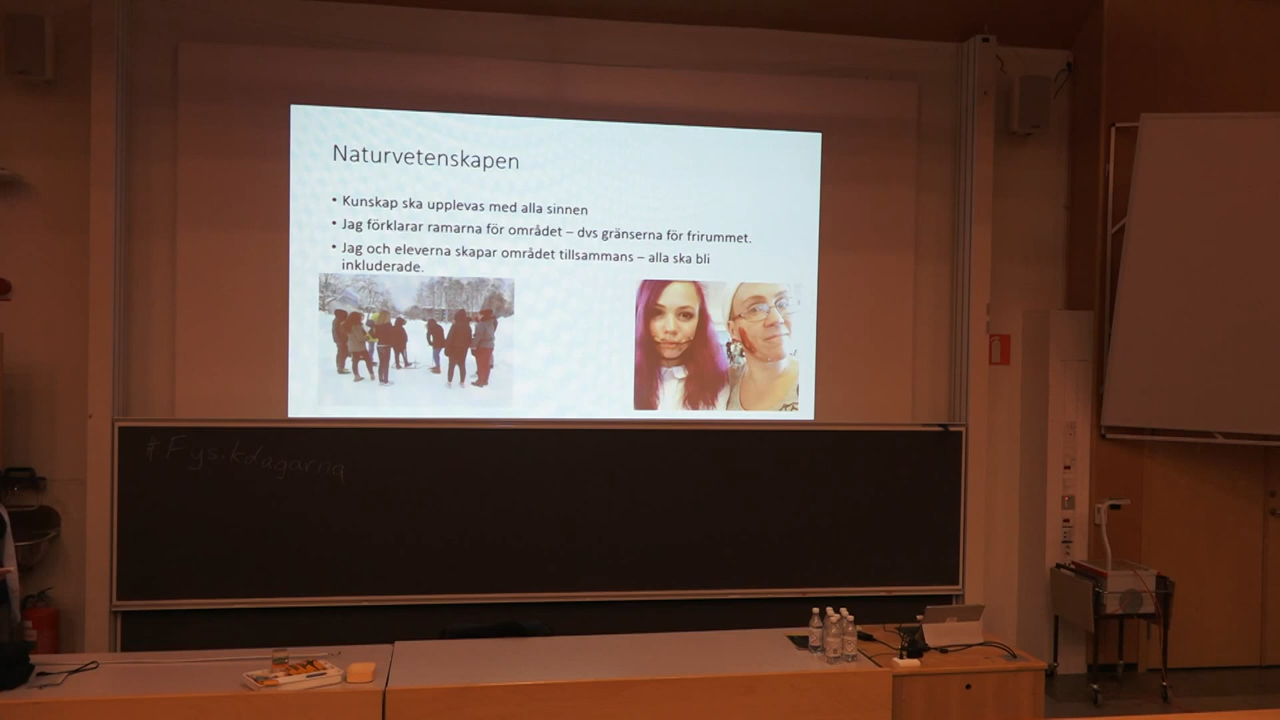 Naturvetenskapen
• Kunskap ska upplevas med alla sinnen
• Jag förklarar ramarna för området – dvs gränserna för frirummet.
• Jag och eleverna skapar området tillsammans – alla ska bli
inkluderade.
#Fysikdagarna